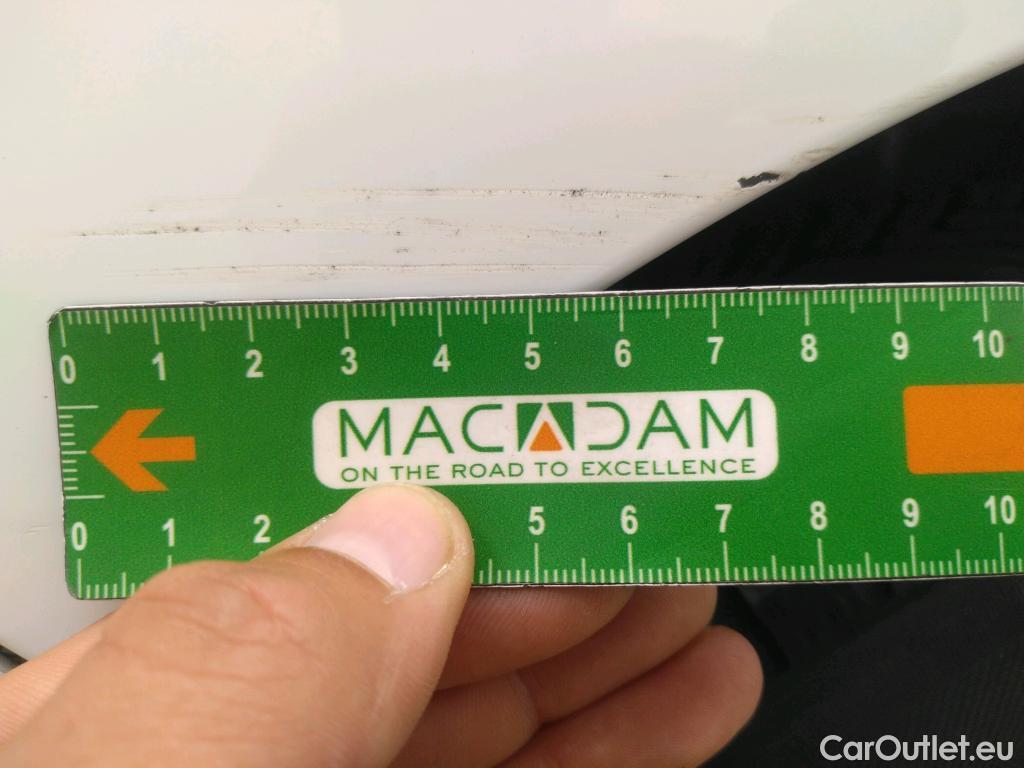 0 1 2 3 4 5 6 7 8 9 10
MACADAM
ON THE ROAD TO EXCELLENCE
0 1 2 5 6 7 8 9 10
CarOutlet.eu